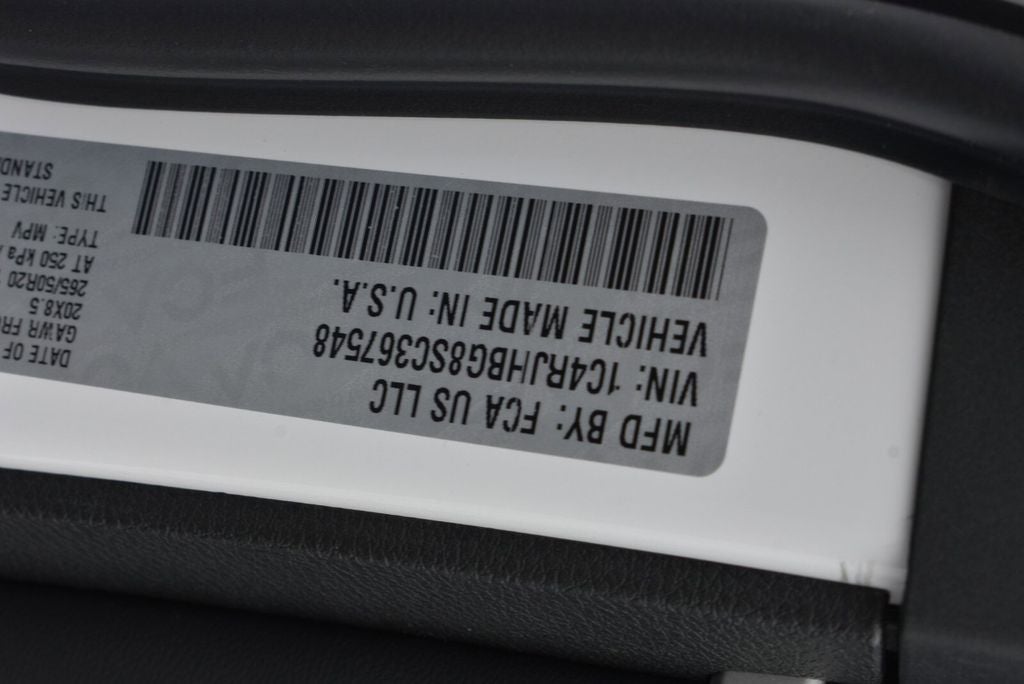 MFD BY: FCA US LLC
VIN: 1C4RJHBG8SC367548
VEHICLE MADE IN: U.S.A.
DATE OF
GAWR
20X8.5
265/50R20
AT 250 kPa
TYPE: MPV
THIS VEHICLE